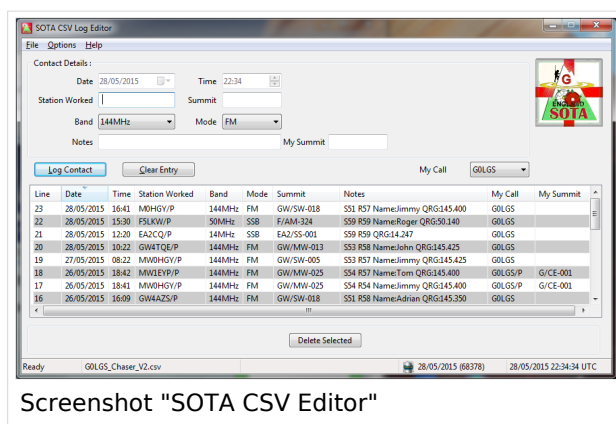 SOTA CSV Log Editor
File Options Help
Contact Details :
Date 28/05/2015 Time 22:34
Station Worked Summit
Band 144MHz Mode FM
Notes My Summit
G
ENGLAND
SOTA
Log Contact Clear Entry My Call G0LGS
Line Date Time Station Worked Band Mode Summit Notes My Call My Summit
23 28/05/2015 16:41 M0HGY/P 144MHz FM GW/SW-018 S51 R57 Name:Jimmy QRG:145.400 G0LGS
22 28/05/2015 15:30 F5LKW/P 50MHz SSB F/AM-324 S59 R59 Name:Roger QRG:50.140 G0LGS
21 28/05/2015 12:20 EA2CQ/P 14MHz SSB EA2/SS-001 S59 R59 QRG:14.247 G0LGS
20 28/05/2015 10:22 GW4TQE/P 144MHz FM GW/MW-013 S53 R58 Name:John QRG:145.425 G0LGS
19 27/05/2015 08:22 MW0HGY/P 144MHz FM GW/SW-005 S53 R57 Name:Jimmy QRG:145.425 G0LGS
18 26/05/2015 18:42 MW1EYP/P 144MHz FM GW/MW-025 S54 R57 Name:Tom QRG:145.400 G0LGS/P G/CE-001
17 26/05/2015 18:41 MW0HGY/P 144MHz FM GW/MW-025 S54 R54 Name:Jimmy QRG:145.400 G0LGS/P G/CE-001
16 26/05/2015 16:09 GW4AZS/P 144MHz FM GW/SW-018 S51 R58 Name:Adrian QRG:145.350 G0LGS
Delete Selected
Ready G0LGS_Chaser_V2.csv 28/05/2015 (68378) 28/05/2015 22:34:34 UTC
Screenshot "SOTA CSV Editor"